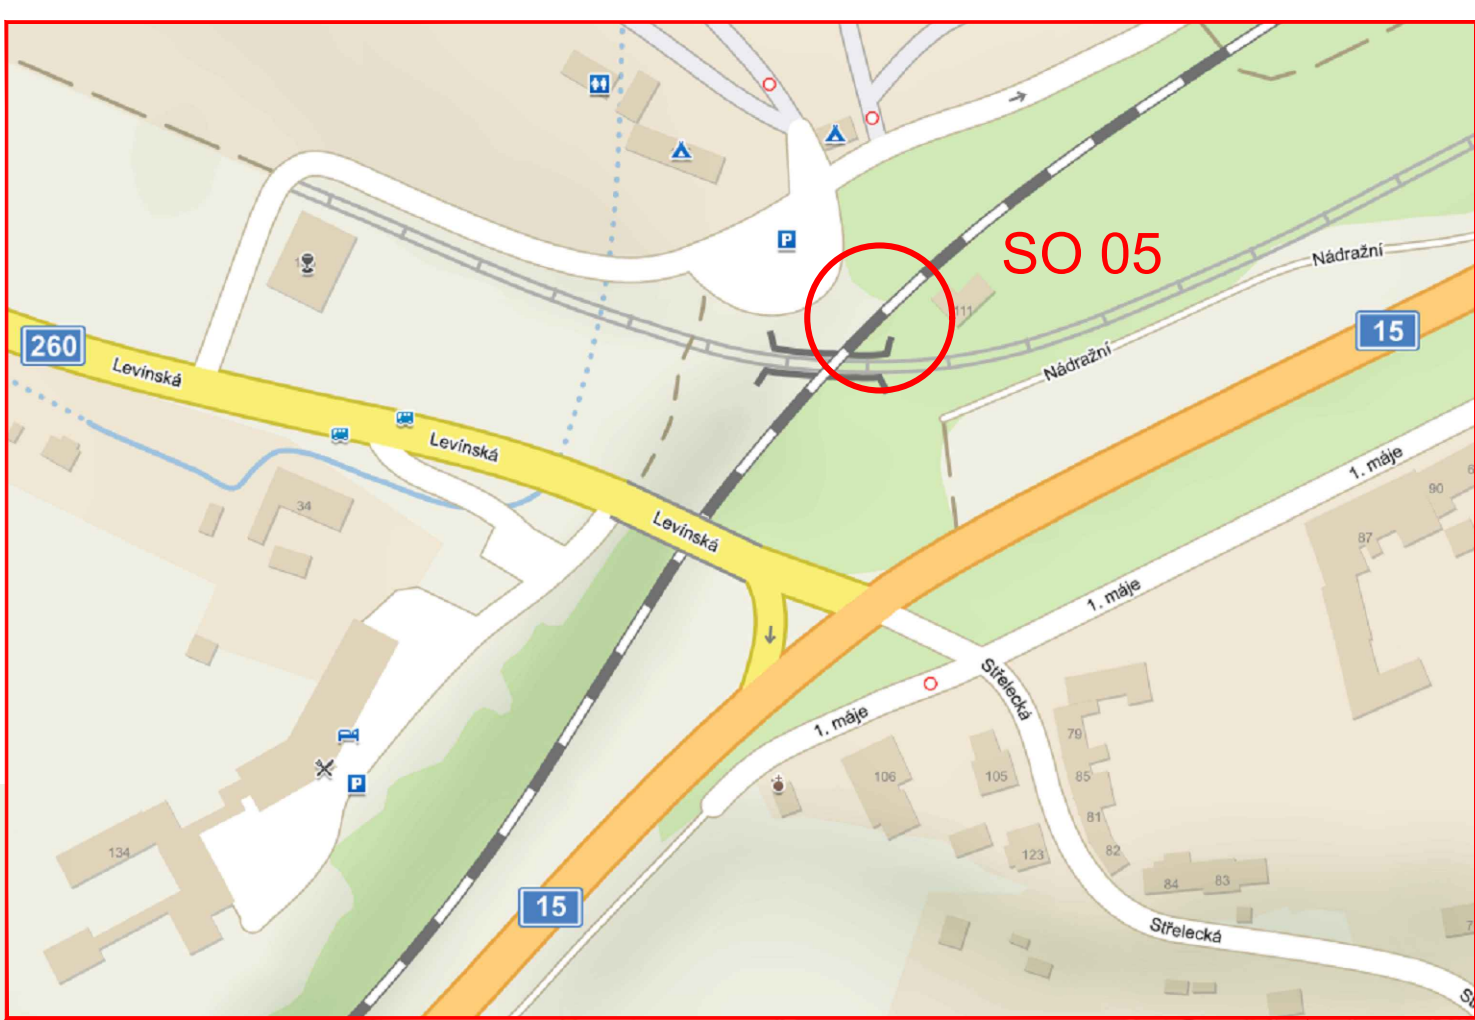 P
SO 05
Nádražní
111
15
260
Levínská
Nádražní
Levínská
1. máje
90
34
Levínská
87
1. máje
Střelecká
1. máje
79
106
105
85
P
81
134
123
82
84
83
15
Střelecká